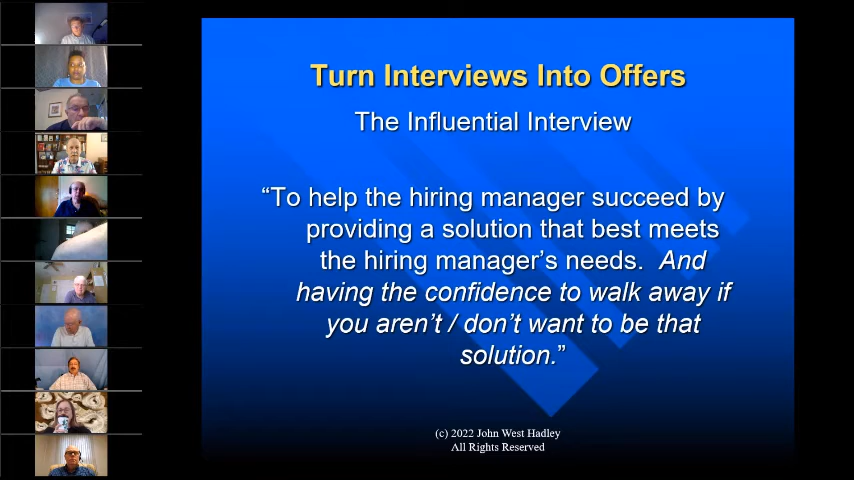 Turn Interviews Into Offers
The Influential Interview
“To help the hiring manager succeed by
providing a solution that best meets
the hiring manager’s needs.  And
having the confidence to walk away if
you aren’t / don’t want to be that
solution.”
(c) 2022 John West Hadley
All Rights Reserved